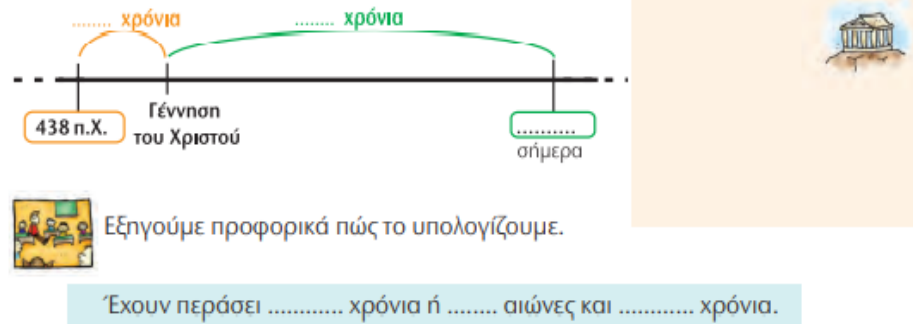 ........ χρόνια ........ χρόνια
438 π.Χ.
Γέννηση
του Χριστού
..........
σήμερα
Εξηγούμε προφορικά πώς το υπολογίζουμε.
Έχουν περάσει ............ χρόνια ή ........ αιώνες και ............ χρόνια.